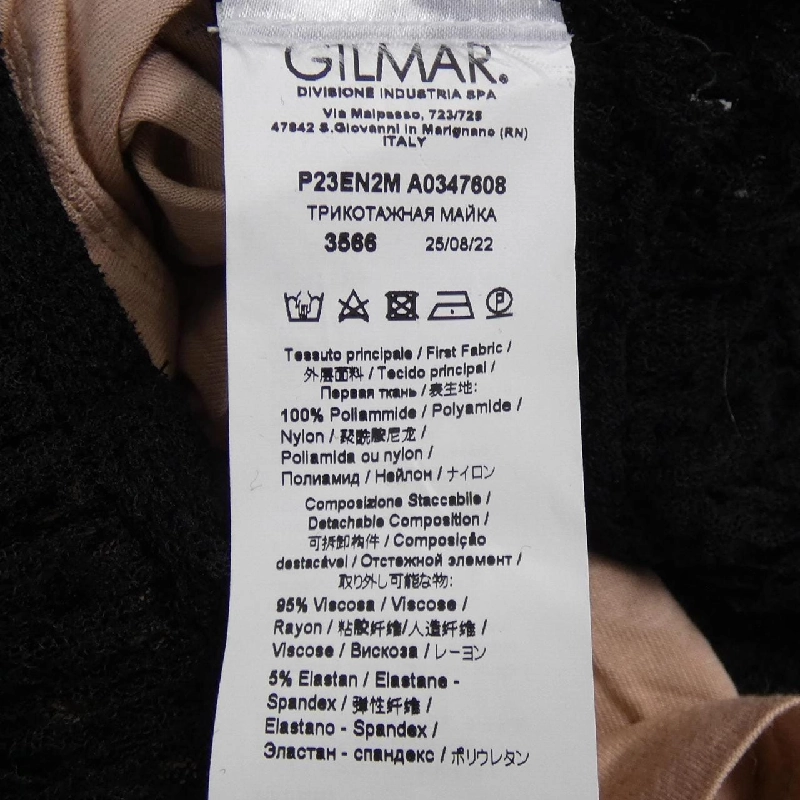 GILMAR.
DIVISIONE INDUSTRIA SPA
Via Malpasso, 723/725
47842 S.Giovanni in Marignano (RN)
ITALY
P23EN2M A0347608
ТРИКОТАЖНАЯ МАЙКА
3566 25/08/22
Tessuto principale / First Fabric /
外层面料 / Tecido principal /
Первая ткань / 表生地:
100% Poliammide / Polyamide /
Nylon / 聚酰胺尼龙 /
Poliamida ou nylon /
Полиамид / Нейлон / ナイロン
Composizione Staccabile /
Detachable Composition /
可拆卸构件 / Composição
destacável / Отстежной элемент /
取り外し可能な物:
95% Viscosa / Viscose /
Rayon / 粘胶纤维/人造纤维 /
Viscose / Вискоза / レーヨン
5% Elastan / Elastane -
Spandex / 弹性纤维 /
Elastano - Spandex /
Эластан - спандекс / ポリウレタン